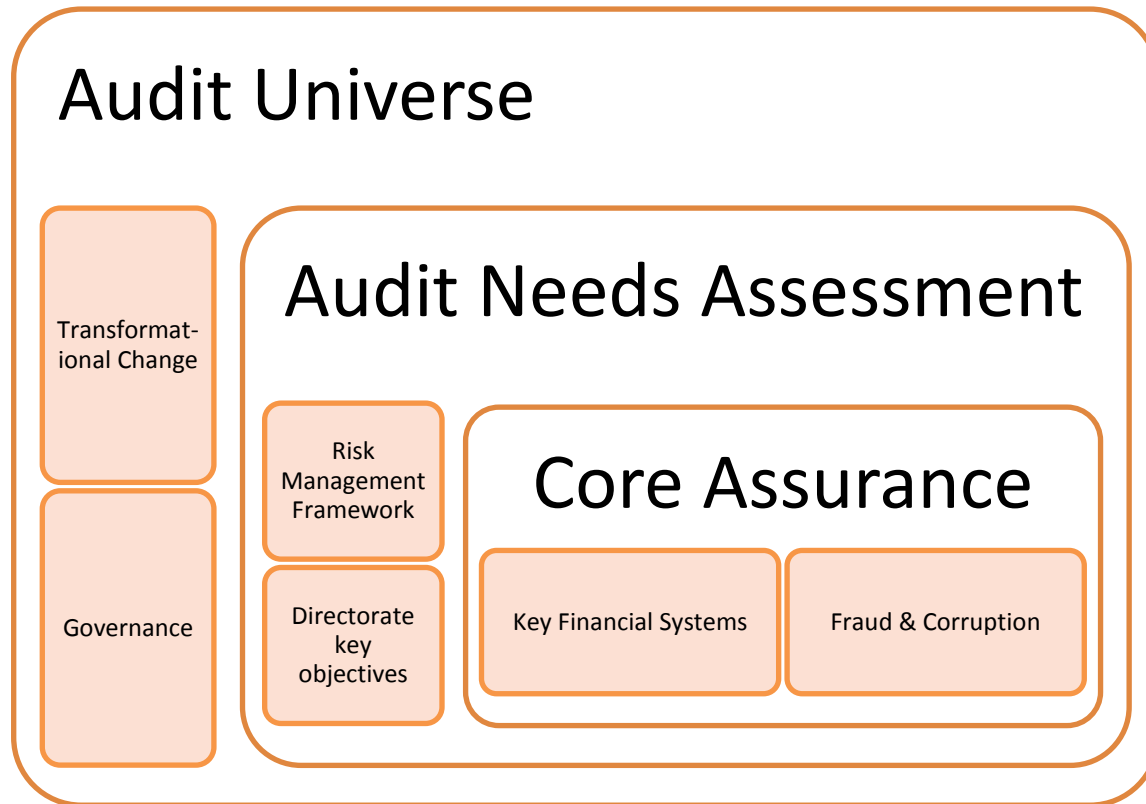 Audit Universe
Transformat-
ional Change
Governance
Audit Needs Assessment
Risk
Management
Framework
Directorate
key
objectives
Core Assurance
Key Financial Systems
Fraud & Corruption